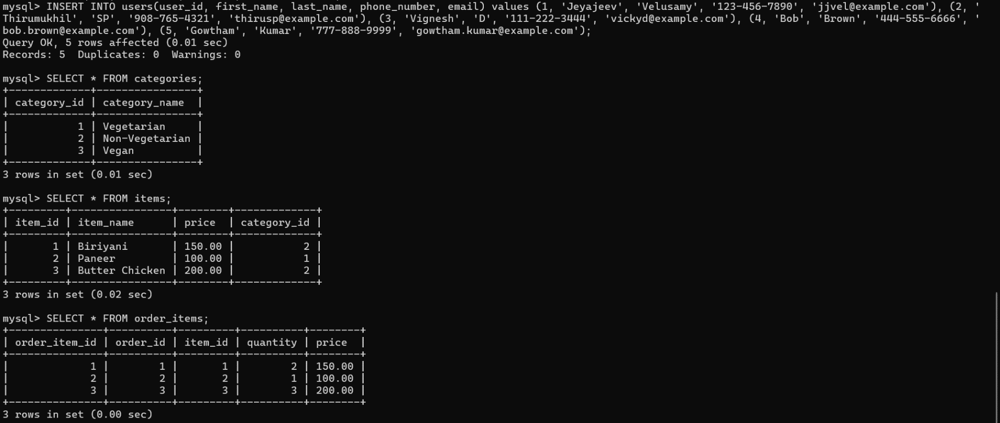 mysql> INSERT INTO users(user_id, first_name, last_name, phone_number, email) values (1, 'Jeyajeev', 'Velusamy', '123-456-7890', 'jjvel@example.com'), (2, '
Thirumukhil', 'SP', '908-765-4321', 'thirusp@example.com'), (3, 'Vignesh', 'D', '111-222-3444', 'vickyd@example.com'), (4, 'Bob', 'Brown', '444-555-6666', '
bob.brown@example.com'), (5, 'Gowtham', 'Kumar', '777-888-9999', 'gowtham.kumar@example.com');
Query OK, 5 rows affected (0.01 sec)
Records: 5  Duplicates: 0  Warnings: 0

mysql> SELECT * FROM categories;
+-------------+----------------+
| category_id | category_name  |
+-------------+----------------+
|           1 | Vegetarian     |
|           2 | Non-Vegetarian |
|           3 | Vegan          |
+-------------+----------------+
3 rows in set (0.01 sec)

mysql> SELECT * FROM items;
+---------+----------------+--------+-------------+
| item_id | item_name      | price  | category_id |
+---------+----------------+--------+-------------+
|       1 | Biriyani       | 150.00 |           2 |
|       2 | Paneer         | 100.00 |           1 |
|       3 | Butter Chicken | 200.00 |           2 |
+---------+----------------+--------+-------------+
3 rows in set (0.02 sec)

mysql> SELECT * FROM order_items;
+---------------+----------+---------+----------+--------+
| order_item_id | order_id | item_id | quantity | price  |
+---------------+----------+---------+----------+--------+
|             1 |        1 |       1 |        2 | 150.00 |
|             2 |        2 |       2 |        1 | 100.00 |
|             3 |        3 |       3 |        3 | 200.00 |
+---------------+----------+---------+----------+--------+
3 rows in set (0.00 sec)